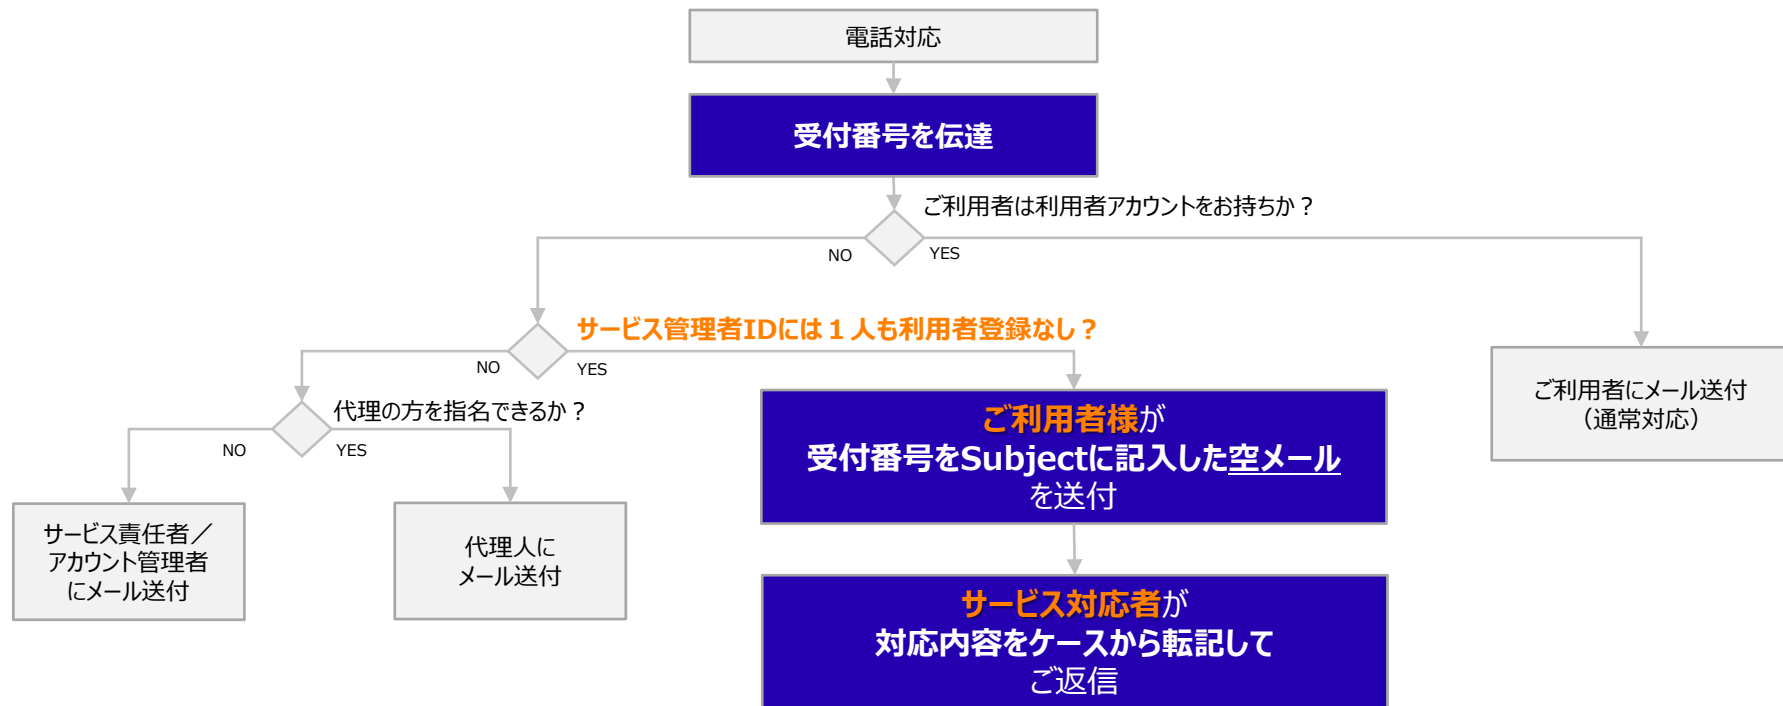 電話対応
受付番号を伝達
ご利用者は利用者アカウントをお持ちか？
NO
YES
サービス管理者IDには１人も利用者登録なし？
NO
YES
代理の方を指名できるか？
NO
YES
サービス責任者／
アカウント管理者
にメール送付
代理人に
メール送付
ご利用者様が
受付番号をSubjectに記入した空メール
を送付
サービス対応者が
対応内容をケースから転記して
ご返信
ご利用者にメール送付
（通常対応）